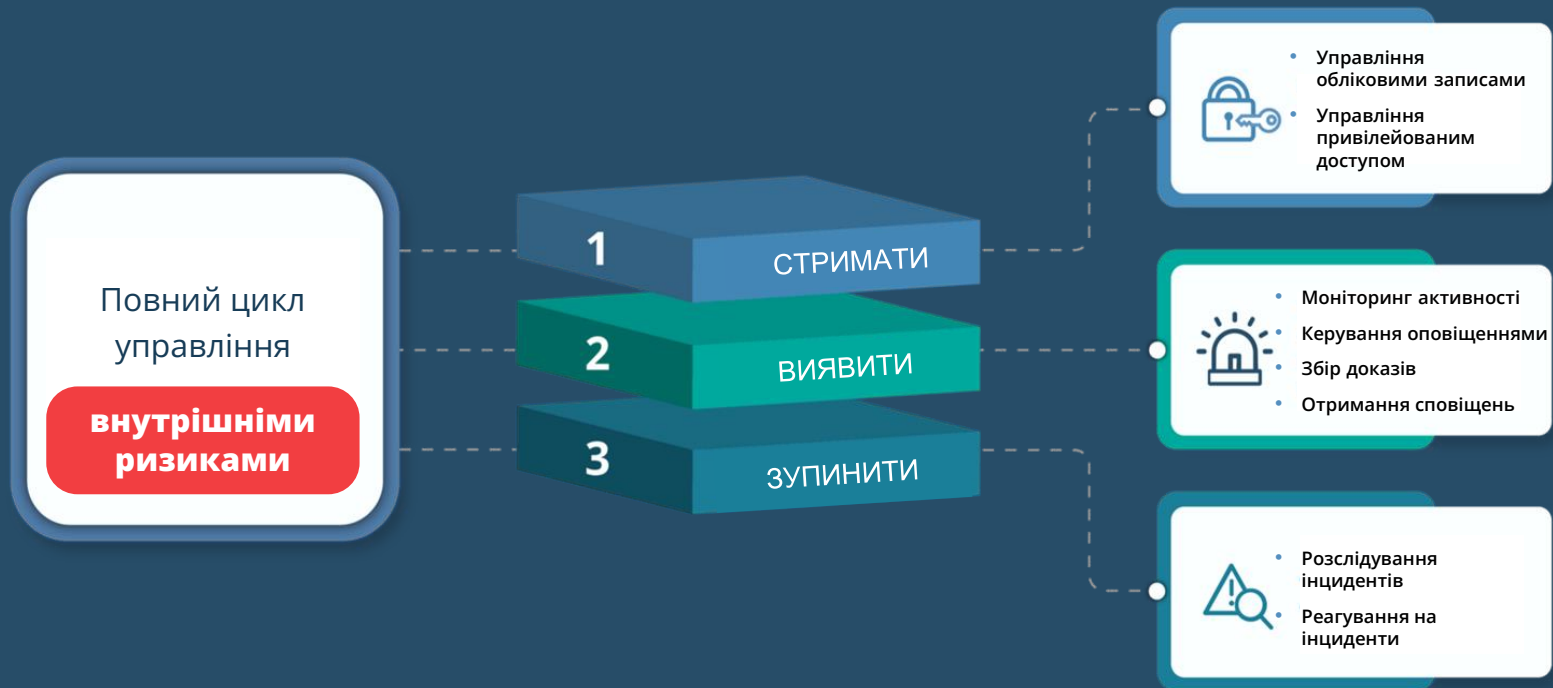 Повний цикл
управління
внутрішніми
ризиками
1
СТРИМАТИ
2
ВИЯВИТИ
3
ЗУПИНИТИ
Управління
обліковими записами
Управління
привілейованим
доступом
Моніторинг активності
Керування оповіщеннями
Збір доказів
Отримання сповіщень
Розслідування
інцидентів
Реагування на
інциденти